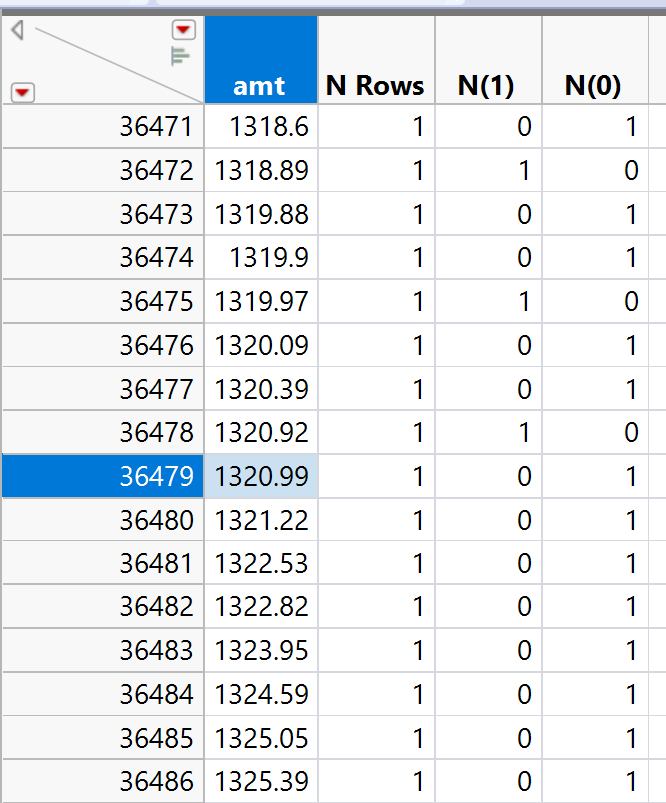 amt N Rows N(1) N(0)
36471 1318.6 1 0 1
36472 1318.89 1 1 0
36473 1319.88 1 0 1
36474 1319.9 1 0 1
36475 1319.97 1 1 0
36476 1320.09 1 0 1
36477 1320.39 1 0 1
36478 1320.92 1 1 0
36479 1320.99 1 0 1
36480 1321.22 1 0 1
36481 1322.53 1 0 1
36482 1322.82 1 0 1
36483 1323.95 1 0 1
36484 1324.59 1 0 1
36485 1325.05 1 0 1
36486 1325.39 1 0 1